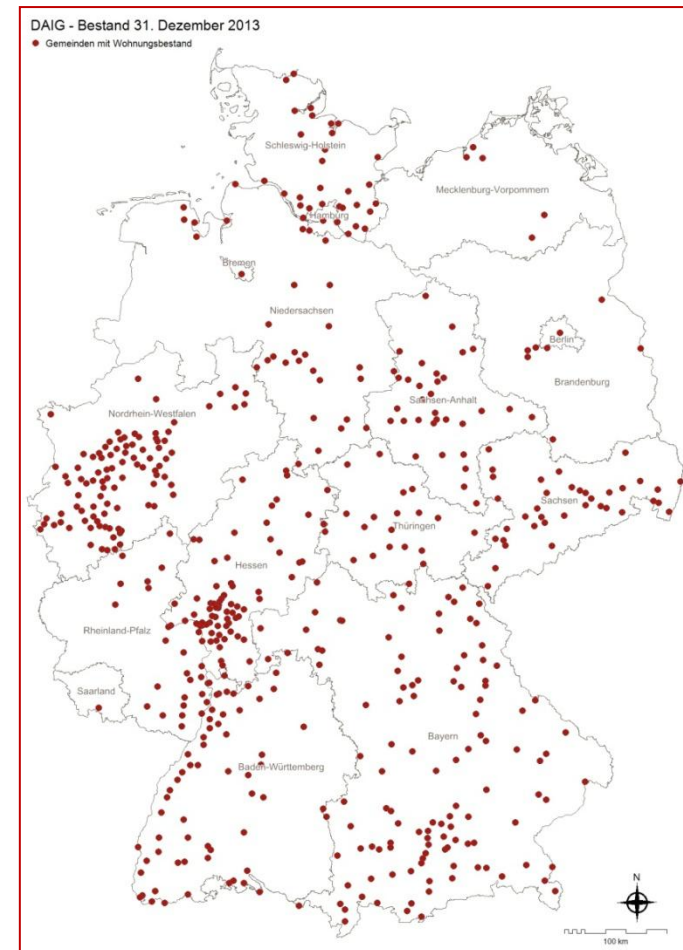 DAIG - Bestand 31. Dezember 2013
Gemeinden mit Wohnungsbestand
Schleswig-Holstein
Mecklenburg-Vorpommern
Hamburg
Bremen
Niedersachsen
Berlin
Brandenburg
Sachsen-Anhalt
Nordrhein-Westfalen
Sachsen
Thüringen
Hessen
Rheinland-Pfalz
Saarland
Bayern
Baden-Württemberg
N
100 km